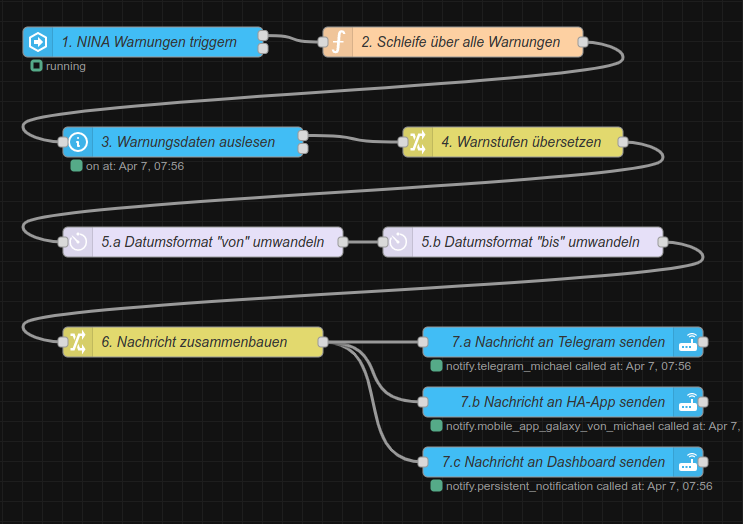 1. NINA Warnungen triggern
2. Schleife über alle Warnungen
running
3. Warnungsdaten auslesen
4. Warnstufen übersetzen
on at: Apr 7, 07:56
5.a Datumsformat "von" umwandeln
5.b Datumsformat "bis" umwandeln
6. Nachricht zusammenbauen
7.a Nachricht an Telegram senden
notify.telegram_michael called at: Apr 7, 07:56
7.b Nachricht an HA-App senden
notify.mobile_app_galaxy_von_michael called at: Apr 7,
7.c Nachricht an Dashboard senden
notify.persistent_notification called at: Apr 7, 07:56